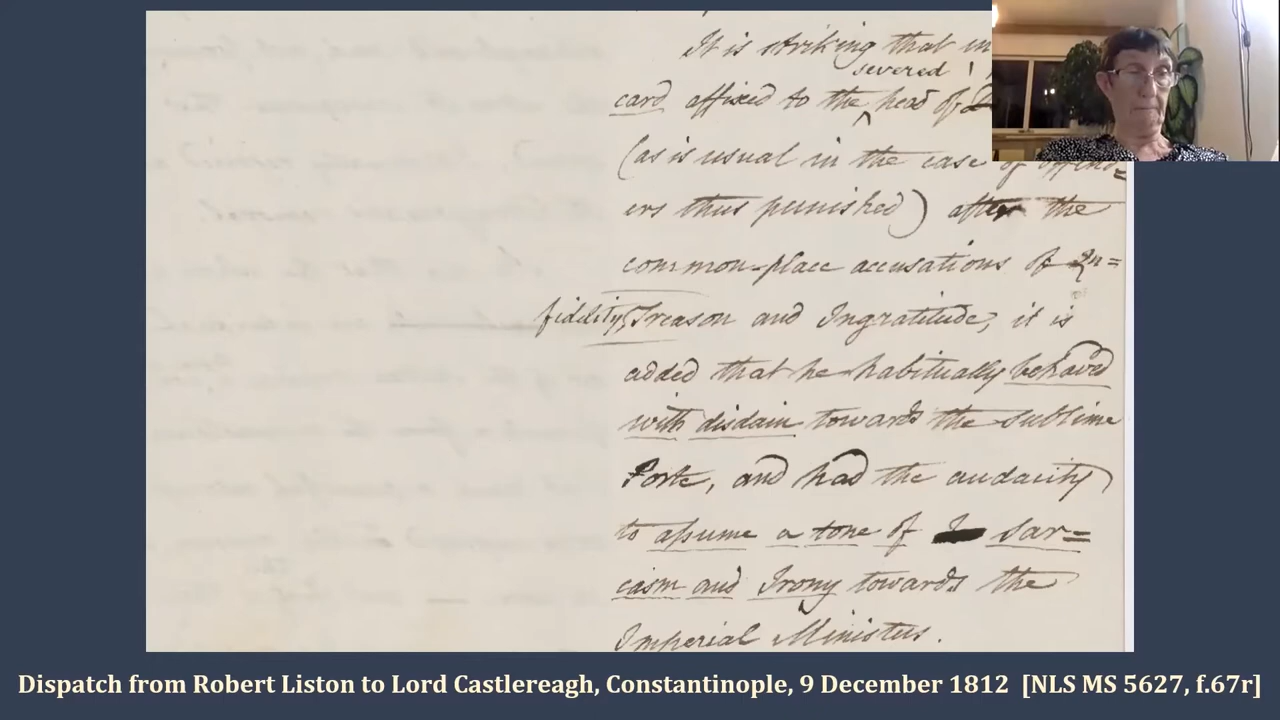 It is striking that in
severed
card affixed to the head of
(as is usual in the case of offend=
ers thus punished) after the
common-place accusations of In=
fidelity, Treason and Ingratitude, it is
added that he habitually behaved
with disdain towards the sublime
Porte, and had the audacity
to assume a tone of Sar=
casm and Irony towards the
Imperial Ministers.
Dispatch from Robert Liston to Lord Castlereagh, Constantinople, 9 December 1812 [NLS MS 5627, f.67r]